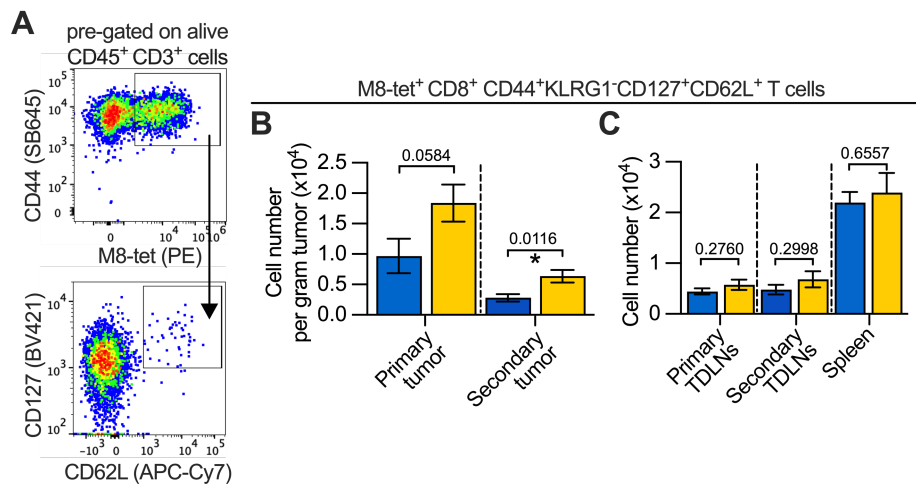 A
pre-gated on alive
CD45⁺ CD3⁺ cells
10⁵
10⁴
10³
10²
0
CD44 (SB645)
0 10⁴ 10⁵ 10⁶
M8-tet (PE)
10⁴
10³
10²
CD127 (BV421)
-10³ 0 10³ 10⁴ 10⁵
CD62L (APC-Cy7)
M8-tet⁺ CD8⁺ CD44⁺KLRG1⁻CD127⁺CD62L⁺ T cells
B
Cell number
per gram tumor (x10⁴)
2.5
2.0
1.5
1.0
0.5
0.0
0.0584
0.0116
*
Primary
tumor
Secondary
tumor
C
Cell number (x10⁴)
3
2
1
0
0.2760
0.2998
0.6557
Primary
TDLNs
Secondary
TDLNs
Spleen